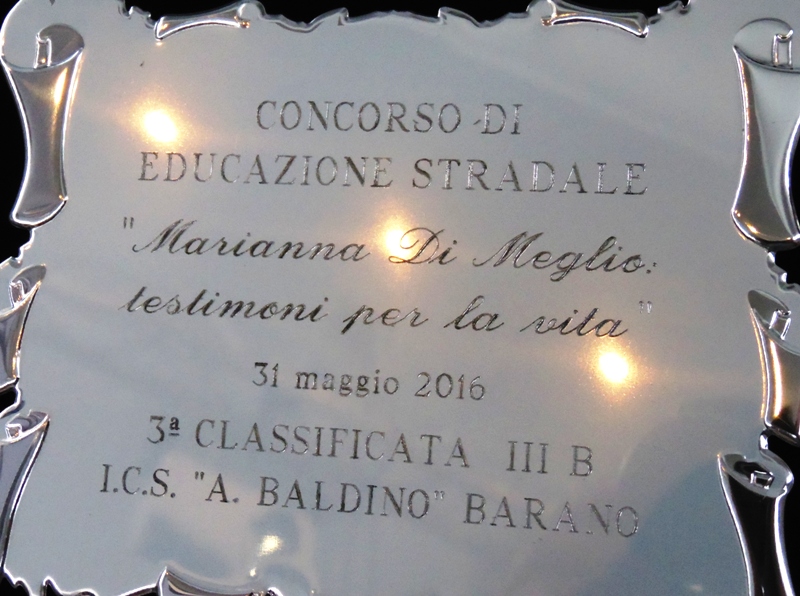 CONCORSO DI
EDUCAZIONE STRADALE
"Marianna Di Meglio:
testimoni per la vita"
31 maggio 2016
3ª CLASSIFICATA III B
I.C.S. "A. BALDINO" BARANO